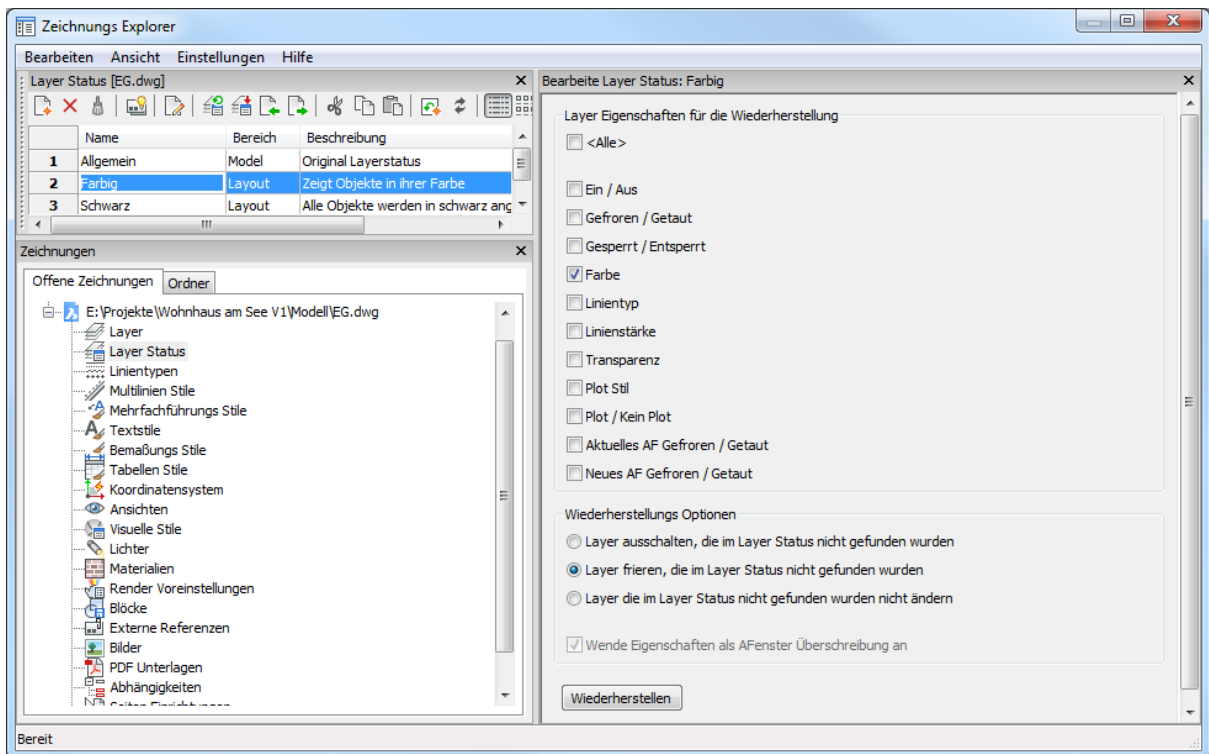 Zeichnungs Explorer
Bearbeiten Ansicht Einstellungen Hilfe
Layer Status [EG.dwg]
Name Bereich Beschreibung
1 Allgemein Model Original Layerstatus
2 Farbig Layout Zeigt Objekte in ihrer Farbe
3 Schwarz Layout Alle Objekte werden in schwarz ang
Zeichnungen
Offene Zeichnungen Ordner
E:\Projekte\Wohnhaus am See V1\Modell\EG.dwg
Layer
Layer Status
Linientypen
Multilinien Stile
Mehrfachführungs Stile
Textstile
Bemaßungs Stile
Tabellen Stile
Koordinatensystem
Ansichten
Visuelle Stile
Lichter
Materialien
Render Voreinstellungen
Blöcke
Externe Referenzen
Bilder
PDF Unterlagen
Abhängigkeiten
Bearbeite Layer Status: Farbig
Layer Eigenschaften für die Wiederherstellung
<Alle>
Ein / Aus
Gefroren / Getaut
Gesperrt / Entsperrt
Farbe
Linientyp
Linienstärke
Transparenz
Plot Stil
Plot / Kein Plot
Aktuelles AF Gefroren / Getaut
Neues AF Gefroren / Getaut
Wiederherstellungs Optionen
Layer ausschalten, die im Layer Status nicht gefunden wurden
Layer frieren, die im Layer Status nicht gefunden wurden
Layer die im Layer Status nicht gefunden wurden nicht ändern
Wende Eigenschaften als AFenster Überschreibung an
Wiederherstellen
Bereit